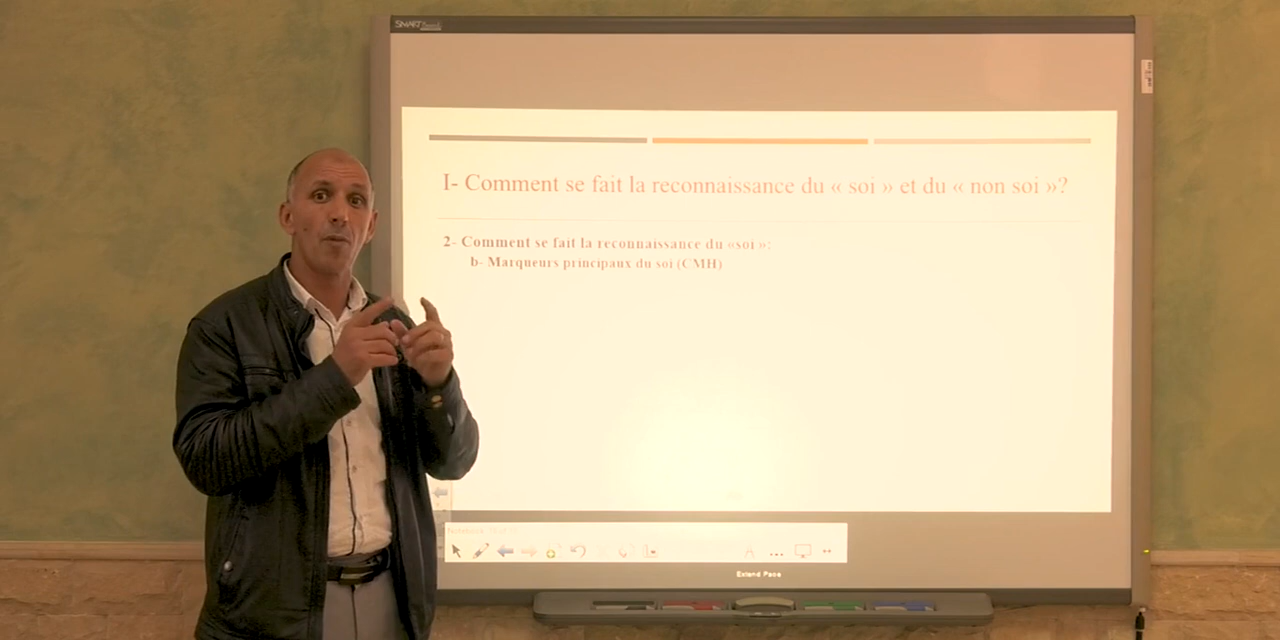 SMART
I- Comment se fait la reconnaissance du « soi » et du « non soi »?
2- Comment se fait la reconnaissance du «soi »:
b- Marqueurs principaux du soi (CMH)
Extend Page